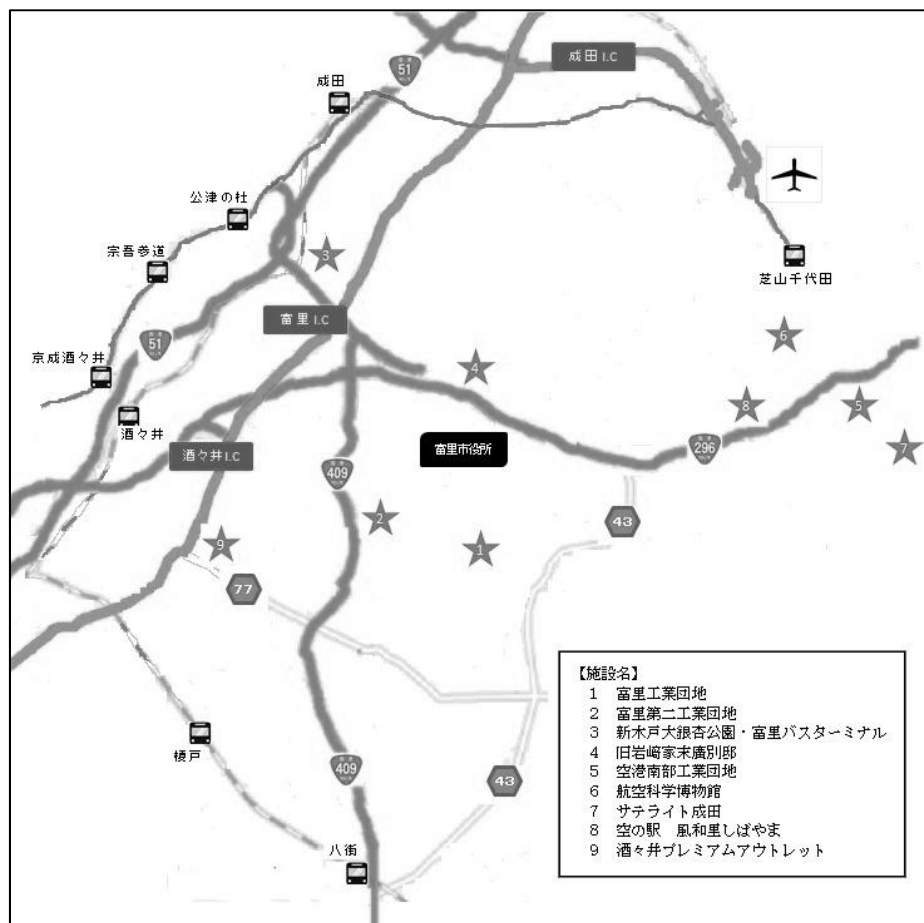 成田 I.C
51
成田
公津の杜
宗吾参道
3
芝山千代田
富里 I.C
6
51
京成酒々井
4
8
5
酒々井
富里市役所
296
7
酒々井 I.C
409
2
43
9
1
77
【施設名】
1 富里工業団地
2 富里第二工業団地
3 新木戸大銀杏公園・富里バスターミナル
4 旧岩﨑家末廣別邸
5 空港南部工業団地
6 航空科学博物館
7 サテライト成田
8 空の駅 風和里しばやま
9 酒々井プレミアムアウトレット
榎戸
409
43
八街